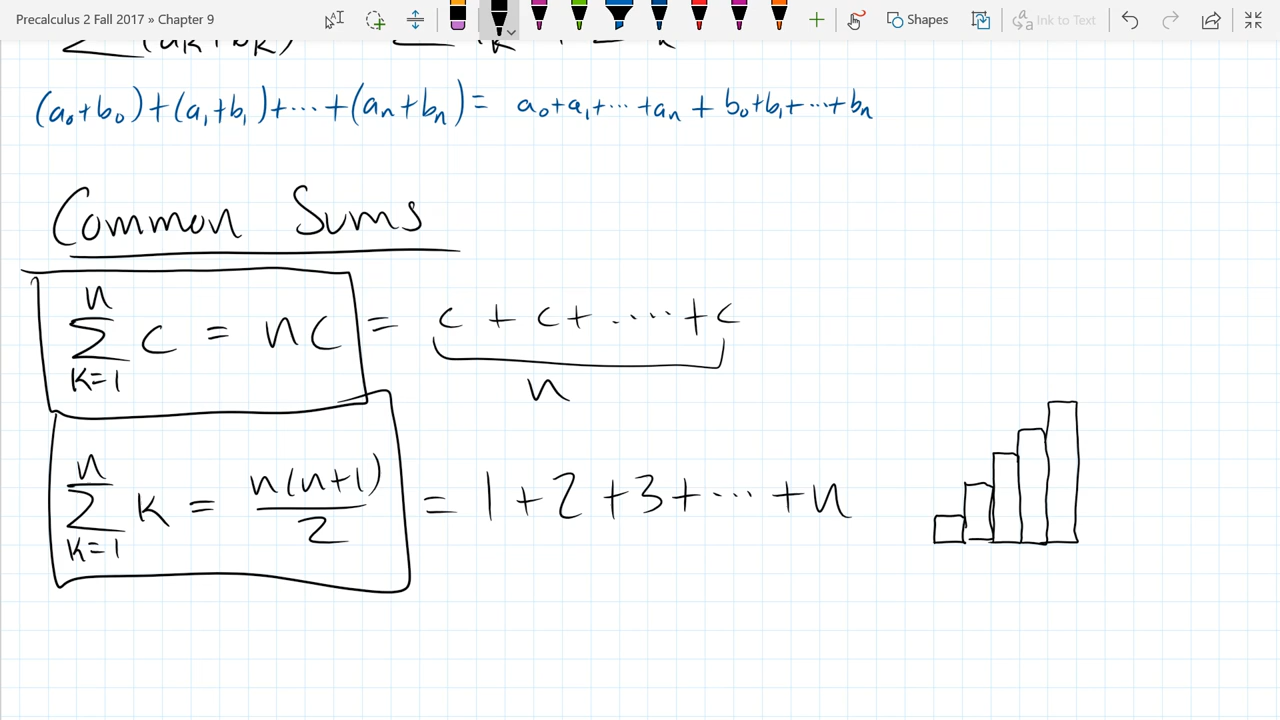 Precalculus 2 Fall 2017 » Chapter 9
Shapes
Ink to Text
(a₀+b₀)+(a₁+b₁)+⋯+(aₙ+bₙ)= a₀+a₁+⋯+aₙ + b₀+b₁+⋯+bₙ
Common Sums
n
∑ c = nc = c + c + ⋯ + c
k=1
n
n
∑ k = n(n+1)/2 = 1+2+3+⋯+n
k=1